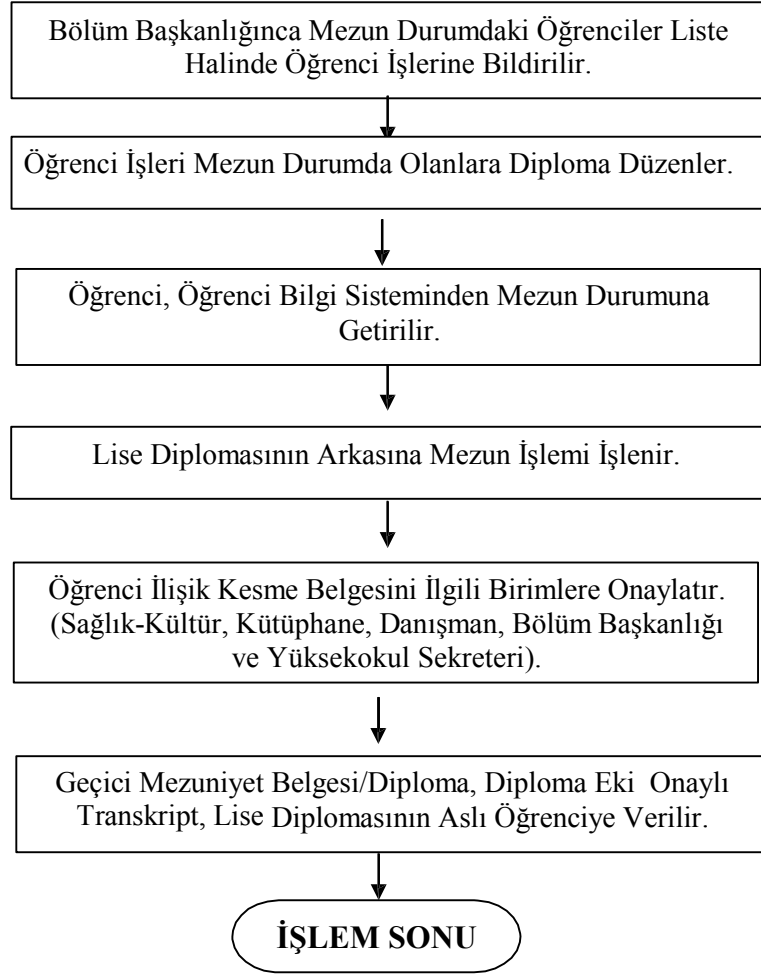 Bölüm Başkanlığınca Mezun Durumdaki Öğrenciler Liste
Halinde Öğrenci İşlerine Bildirilir.
Öğrenci İşleri Mezun Durumda Olanlara Diploma Düzenler.
Öğrenci, Öğrenci Bilgi Sisteminden Mezun Durumuna
Getirilir.
Lise Diplomasının Arkasına Mezun İşlemi İşlenir.
Öğrenci İlişik Kesme Belgesini İlgili Birimlere Onaylatır.
(Sağlık-Kültür, Kütüphane, Danışman, Bölüm Başkanlığı
ve Yüksekokul Sekreteri).
Geçici Mezuniyet Belgesi/Diploma, Diploma Eki Onaylı
Transkript, Lise Diplomasının Aslı Öğrenciye Verilir.
İŞLEM SONU